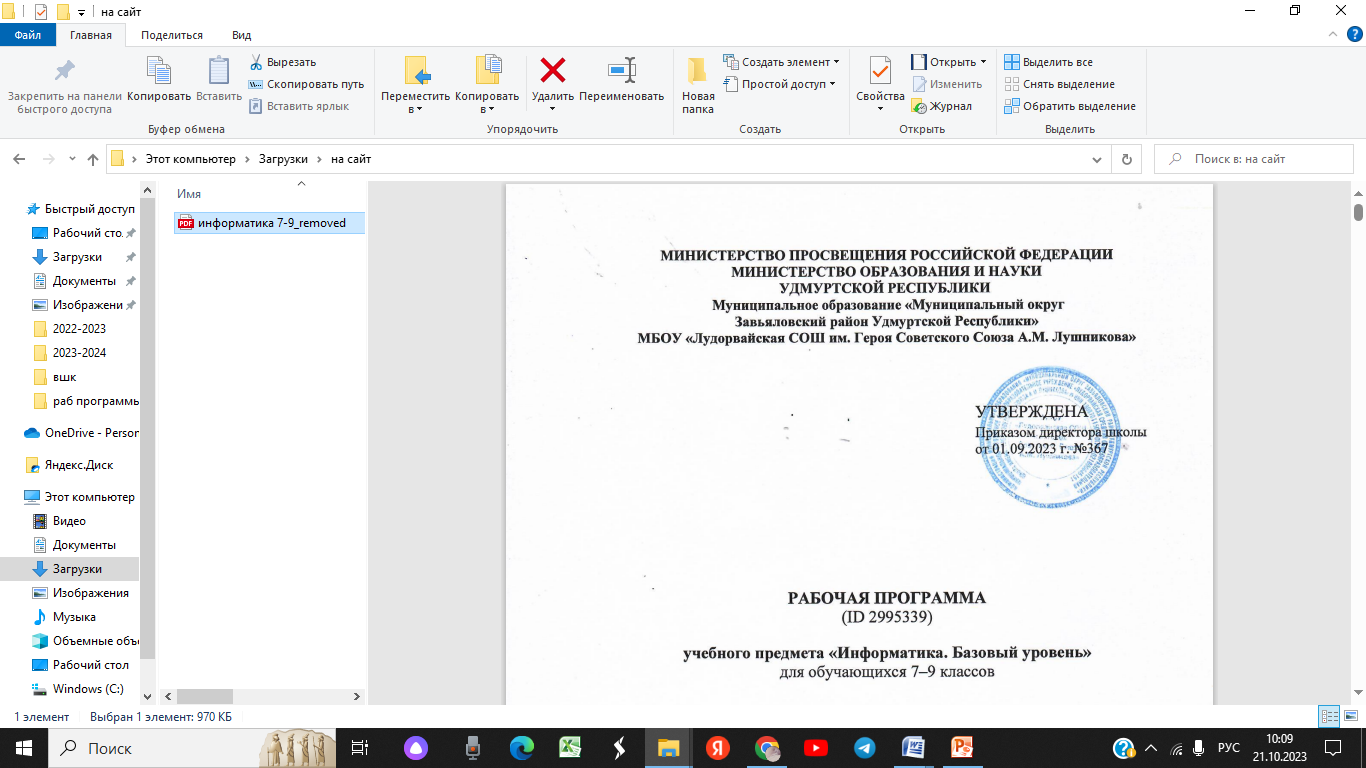 на сайт
Файл Главная Поделиться Вид
Закрепить на панели быстрого доступа
Копировать
Вставить
Вырезать
Скопировать путь
Вставить ярлык
Буфер обмена
Переместить в
Копировать в
Удалить
Переименовать
Упорядочить
Новая папка
Создать элемент
Простой доступ
Создать
Свойства
Открыть
Изменить
Журнал
Открыть
Выделить все
Снять выделение
Обратить выделение
Выделить
Этот компьютер > Загрузки > на сайт
Поиск в: на сайт
Быстрый доступ
Рабочий сто
Загрузки
Документы
Изображени
2022-2023
2023-2024
вшк
раб программы
OneDrive - Person
Яндекс.Диск
Этот компьютер
Видео
Документы
Загрузки
Изображения
Музыка
Объемные объ
Рабочий стол
Windows (C:)
Имя
PDF информатика 7-9_removed
МИНИСТЕРСТВО ПРОСВЕЩЕНИЯ РОССИЙСКОЙ ФЕДЕРАЦИИ
МИНИСТЕРСТВО ОБРАЗОВАНИЯ И НАУКИ
УДМУРТСКОЙ РЕСПУБЛИКИ
Муниципальное образование «Муниципальный округ
Завьяловский район Удмуртской Республики»
МБОУ «Лудорвайская СОШ им. Героя Советского Союза А.М. Лушникова»
УТВЕРЖДЕНА
Приказом директора школы
от 01.09.2023 г. №367
РАБОЧАЯ ПРОГРАММА
(ID 2995339)
учебного предмета «Информатика. Базовый уровень»
для обучающихся 7–9 классов
1 элемент Выбран 1 элемент: 970 КБ
Поиск
РУС
10:09
21.10.2023